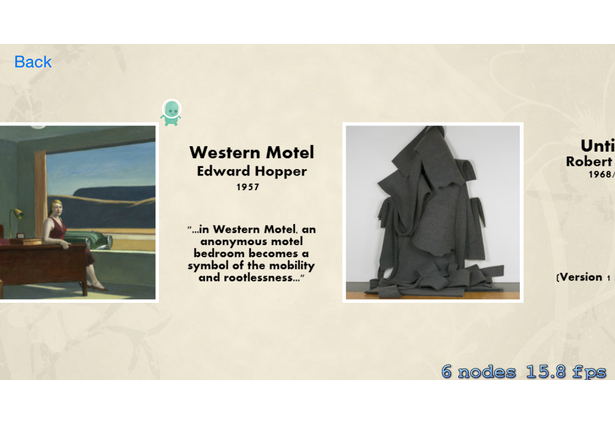 Back
Western Motel
Edward Hopper
1957
"...in Western Motel, an
anonymous motel
bedroom becomes a
symbol of the mobility
and rootlessness..."
Unti
Robert
1968/
(Version 1
6 nodes 15.8 fps